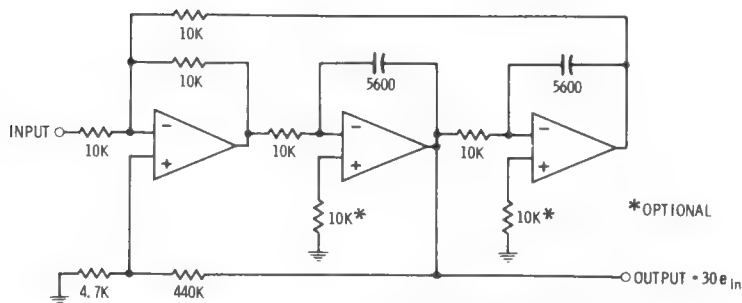 10K
10K
5600
5600
INPUT
10K
-
+
10K
-
+
10K
-
+
10K*
10K*
*OPTIONAL
4.7K
440K
OUTPUT = 30e in